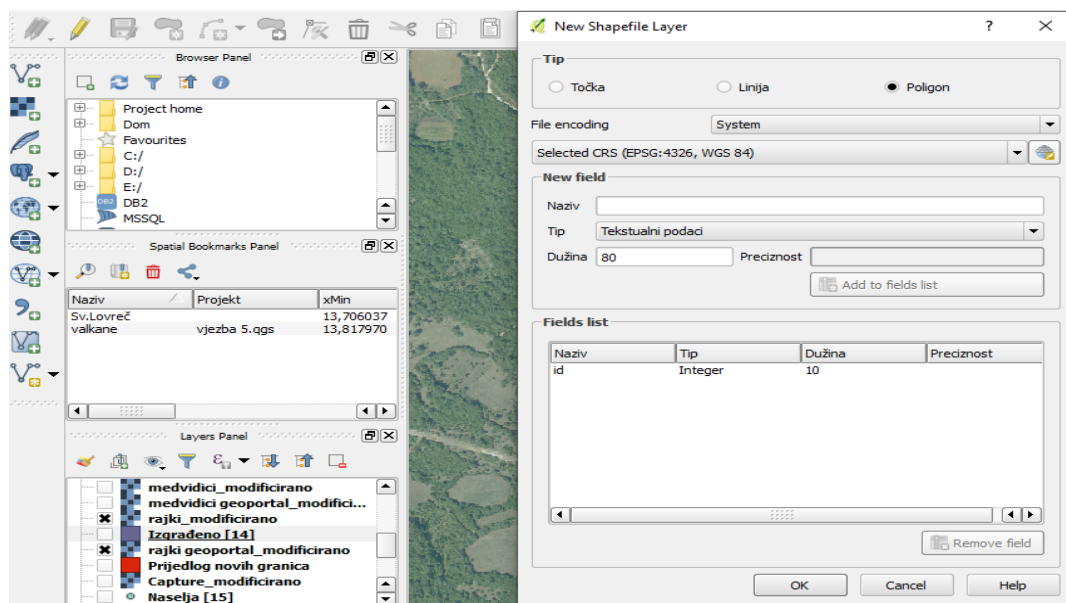 Browser Panel
Project home
Dom
Favourites
C:/
D:/
E:/
DB2
DB2
MSSQL
Spatial Bookmarks Panel
Naziv Projekt xMin
Sv.Lovreč 13,706037
valkane vjezba 5.qgs 13,817970
Layers Panel
medvidici_modificirano
medvidici geoportal_modifici...
rajki_modificirano
Izgrađeno [14]
rajki geoportal_modificirano
Prijedlog novih granica
Capture_modificirano
Naselja [15]
New Shapefile Layer ? X
Tip
Točka Linija Poligon
File encoding System
Selected CRS (EPSG:4326, WGS 84)
New field
Naziv
Tip Tekstualni podaci
Dužina 80 Preciznost
Add to fields list
Fields list
Naziv Tip Dužina Preciznost
id Integer 10
Remove field
OK Cancel Help